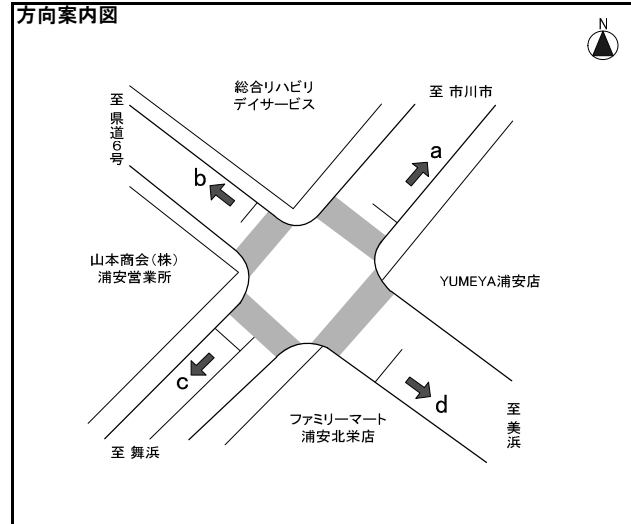 方向案内図
N
総合リハビリ
デイサービス
至 市川市
至 県道6号
a
b
山本商会(株)
浦安営業所
YUMEYA浦安店
c
d
ファミリーマート
浦安北栄店
至 美浜
至 舞浜